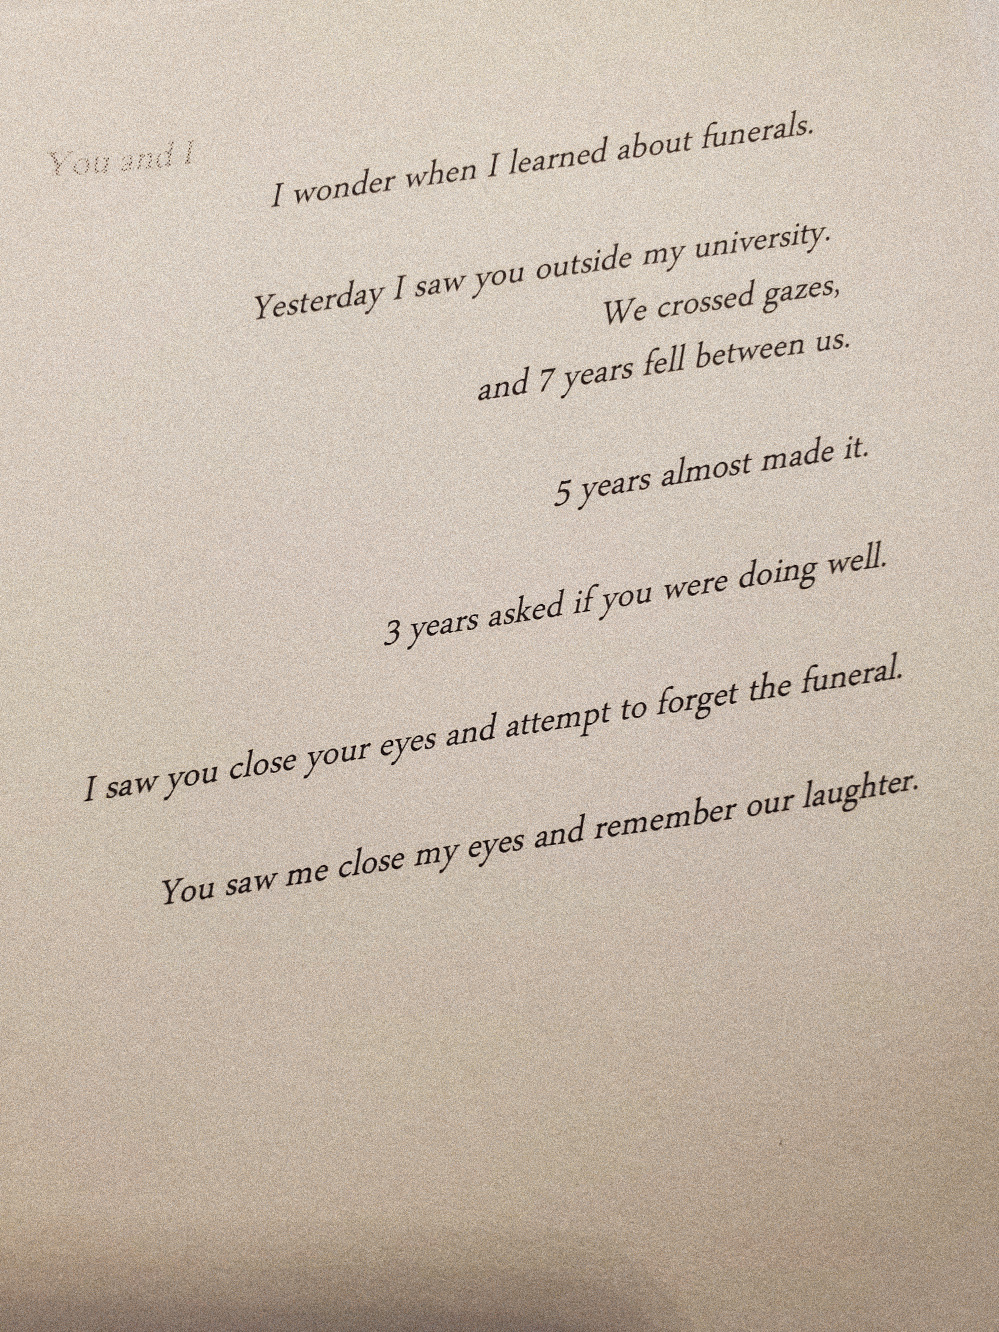 You and I
I wonder when I learned about funerals.
Yesterday I saw you outside my university.
We crossed gazes,
and 7 years fell between us.
5 years almost made it.
3 years asked if you were doing well.
I saw you close your eyes and attempt to forget the funeral.
You saw me close my eyes and remember our laughter.